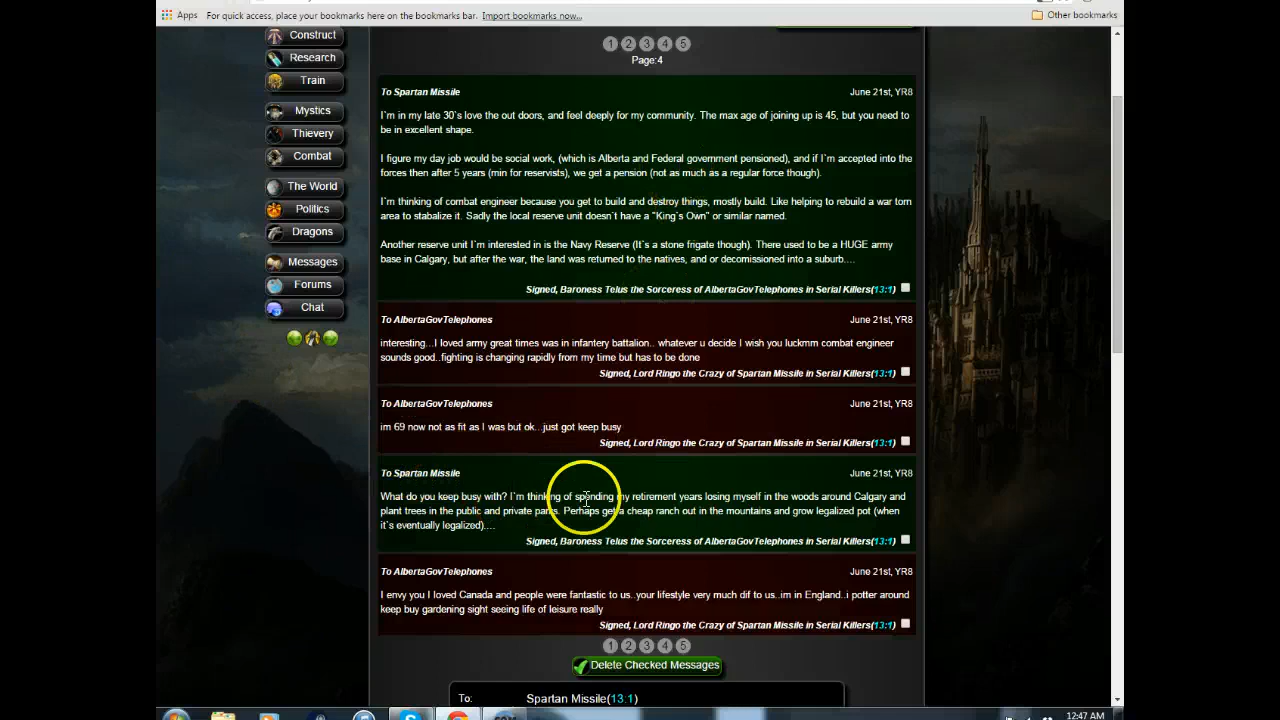 Apps For quick access, place your bookmarks here on the bookmarks bar. Import bookmarks now... Other bookmarks
Construct
Research
Train
Mystics
Thievery
Combat
The World
Politics
Dragons
Messages
Forums
Chat
1 2 3 4 5
Page:4
To Spartan Missile June 21st, YR8
I`m in my late 30`s love the out doors, and feel deeply for my community. The max age of joining up is 45, but you need to
be in excellent shape.
I figure my day job would be social work, (which is Alberta and Federal government pensioned), and if I`m accepted into the
forces then after 5 years (min for reservists), we get a pension (not as much as a regular force though).
I`m thinking of combat engineer because you get to build and destroy things, mostly build. Like helping to rebuild a war torn
area to stabalize it. Sadly the local reserve unit doesn`t have a "King`s Own" or similar named.
Another reserve unit I`m interested in is the Navy Reserve (It`s a stone frigate though). There used to be a HUGE army
base in Calgary, but after the war, the land was returned to the natives, and or decomissioned into a suburb....
Signed, Baroness Telus the Sorceress of AlbertaGovTelephones in Serial Killers(13:1)
To AlbertaGovTelephones June 21st, YR8
interesting...I loved army great times was in infantry battalion.. whatever u decide I wish you luckmm combat engineer
sounds good..fighting is changing rapidly from my time but has to be done
Signed, Lord Ringo the Crazy of Spartan Missile in Serial Killers(13:1)
To AlbertaGovTelephones June 21st, YR8
im 69 now not as fit as I was but ok...just got keep busy
Signed, Lord Ringo the Crazy of Spartan Missile in Serial Killers(13:1)
To Spartan Missile June 21st, YR8
What do you keep busy with? I`m thinking of spending my retirement years losing myself in the woods around Calgary and
plant trees in the public and private parks. Perhaps get a cheap ranch out in the mountains and grow legalized pot (when
it`s eventually legalized)....
Signed, Baroness Telus the Sorceress of AlbertaGovTelephones in Serial Killers(13:1)
To AlbertaGovTelephones June 21st, YR8
I envy you I loved Canada and people were fantastic to us..your lifestyle very much dif to us..im in England..i potter around
keep buy gardening sight seeing life of leisure really
Signed, Lord Ringo the Crazy of Spartan Missile in Serial Killers(13:1)
1 2 3 4 5
Delete Checked Messages
To: Spartan Missile(13.1)
12:47 AM